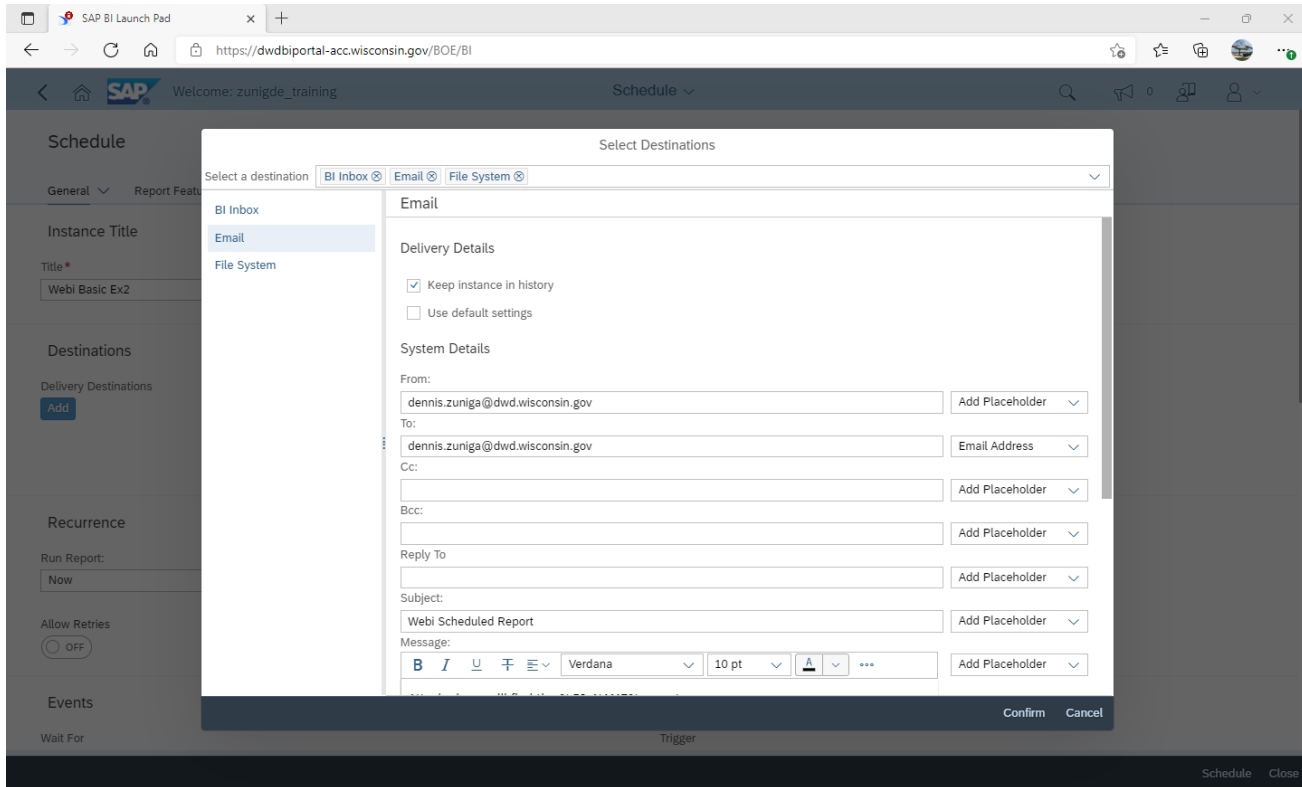 SAP BI Launch Pad
https://dwdbiportal-acc.wisconsin.gov/BOE/BI
SAP Welcome: zunigde_training Schedule 0
Schedule
General Report Featu
Instance Title
Title*
Webi Basic Ex2
Destinations
Delivery Destinations
Add
Recurrence
Run Report:
Now
Allow Retries
OFF
Events
Wait For Trigger
Select Destinations
Select a destination BI Inbox Email File System
BI Inbox
Email
File System
Email
Delivery Details
Keep instance in history
Use default settings
System Details
From:
dennis.zuniga@dwd.wisconsin.gov Add Placeholder
To:
dennis.zuniga@dwd.wisconsin.gov Email Address
Cc:
Add Placeholder
Bcc:
Add Placeholder
Reply To
Add Placeholder
Subject:
Webi Scheduled Report Add Placeholder
Message:
B I U T Verdana 10 pt A Add Placeholder
Confirm Cancel
Schedule Close